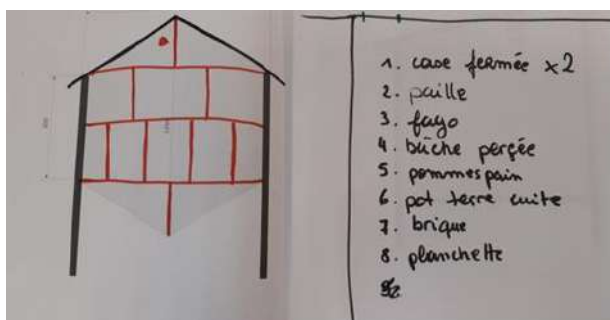 1. case fermée x2
2. paille
3. fago
4. bûche perçée
5. pommes pain
6. pot terre cuite
7. brique
8. planchette